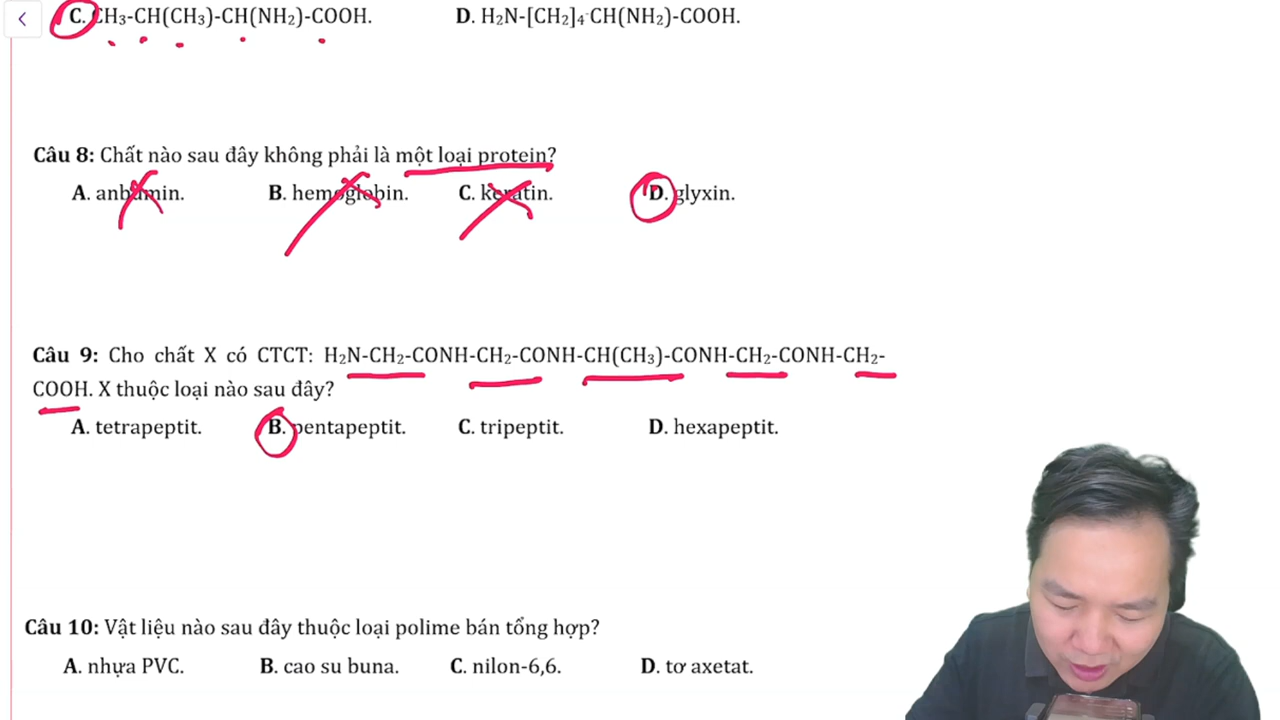 C. CH₃-CH(CH₃)-CH(NH₂)-COOH. D. H₂N-[CH₂]₄-CH(NH₂)-COOH.
Câu 8: Chất nào sau đây không phải là một loại protein?
A. anbumin. B. hemoglobin. C. keratin. D. glyxin.
Câu 9: Cho chất X có CTCT: H₂N-CH₂-CONH-CH₂-CONH-CH(CH₃)-CONH-CH₂-CONH-CH₂-
COOH. X thuộc loại nào sau đây?
A. tetrapeptit. B. pentapeptit. C. tripeptit. D. hexapeptit.
Câu 10: Vật liệu nào sau đây thuộc loại polime bán tổng hợp?
A. nhựa PVC. B. cao su buna. C. nilon-6,6. D. tơ axetat.